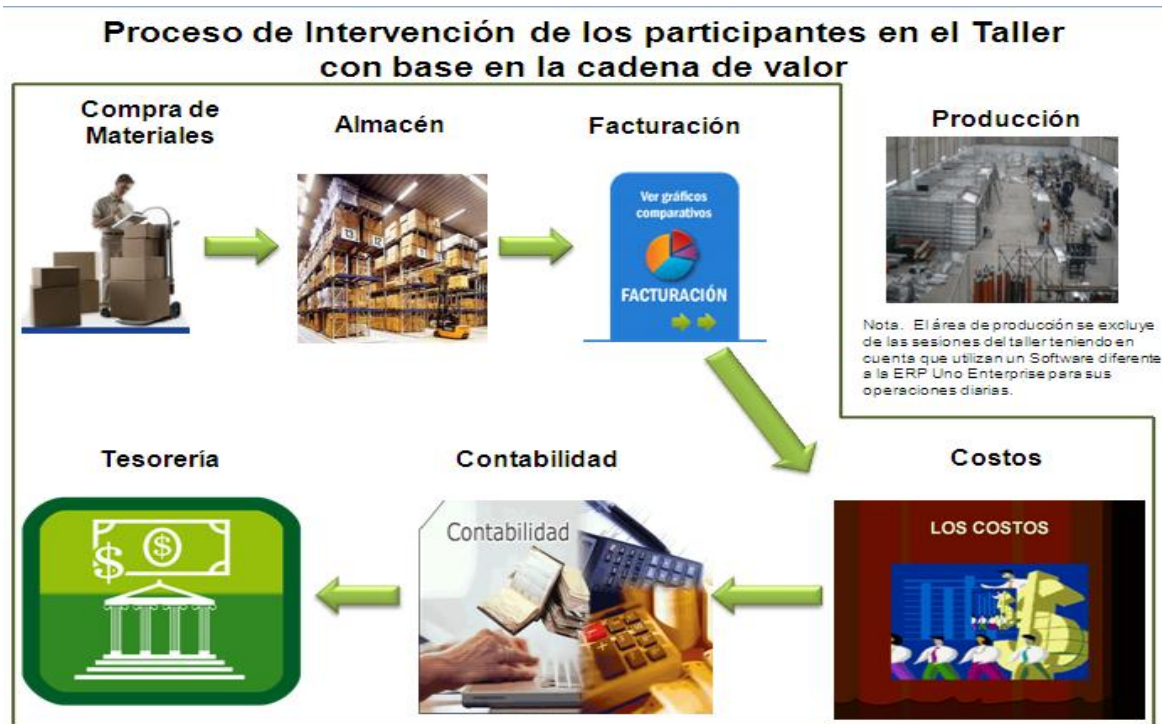 Proceso de Intervención de los participantes en el Taller
con base en la cadena de valor
Compra de
Materiales
Almacén
Facturación
Producción
Ver gráficos
comparativos
FACTURACIÓN
Nota. El área de producción se excluye
de las sesiones del taller teniendo en
cuenta que utilizan un Software diferente
a la ERP Uno Enterprise para sus
operaciones diarias.
Tesorería
Contabilidad
Costos
Contabilidad
LOS COSTOS